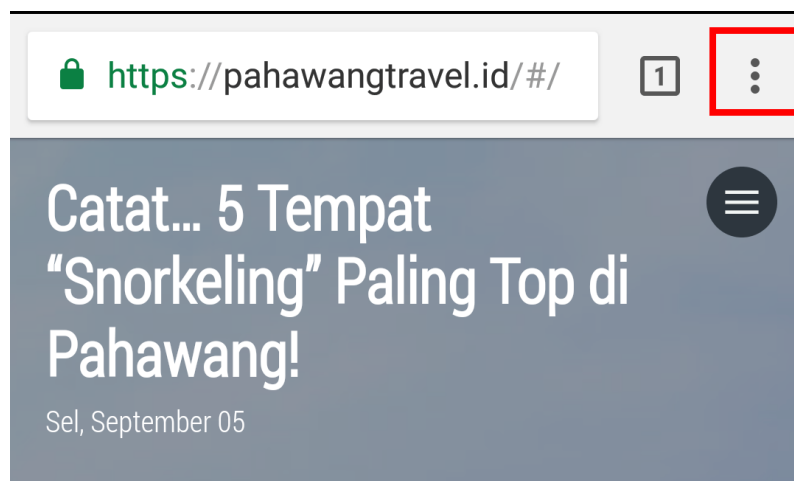 https://pahawangtravel.id/#/
1
Catat... 5 Tempat
“Snorkeling” Paling Top di
Pahawang!
Sel, September 05